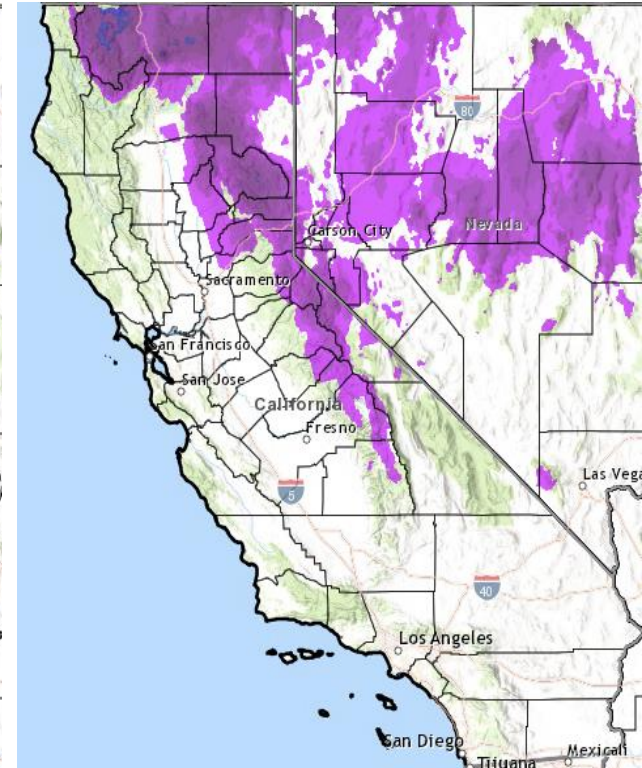 80
Nevada
Carson City
Sacramento
San Francisco
San Jose
California
Fresno
Las Vega
5
40
Los Angeles
San Diego
Tijuana
Mexicali